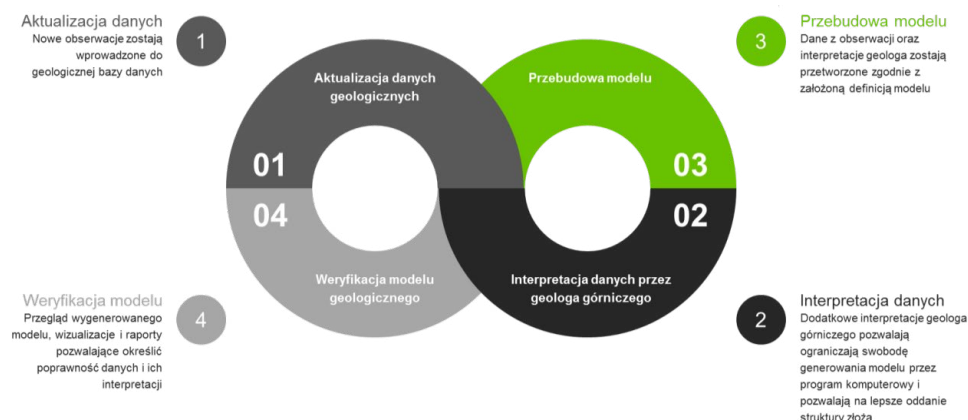 Aktualizacja danych
Nowe obserwacje zostają
wprowadzone do
geologicznej bazy danych
1
Aktualizacja danych
geologicznych
01
Przebudowa modelu
03
3
Przebudowa modelu
Dane z obserwacji oraz
interpretacje geologa zostają
przetworzone zgodnie z
założoną definicją modelu
04
Weryfikacja modelu
geologicznego
02
Interpretacja danych przez
geologa górniczego
Weryfikacja modelu
Przegląd wygenerowanego
modelu, wizualizacje i raporty
pozwalające określić
poprawność danych i ich
interpretacji
4
2
Interpretacja danych
Dodatkowe interpretacje geologa
górniczego pozwalają
ograniczają swobodę
generowania modelu przez
program komputerowy i
pozwalają na lepsze oddanie
struktury złoża